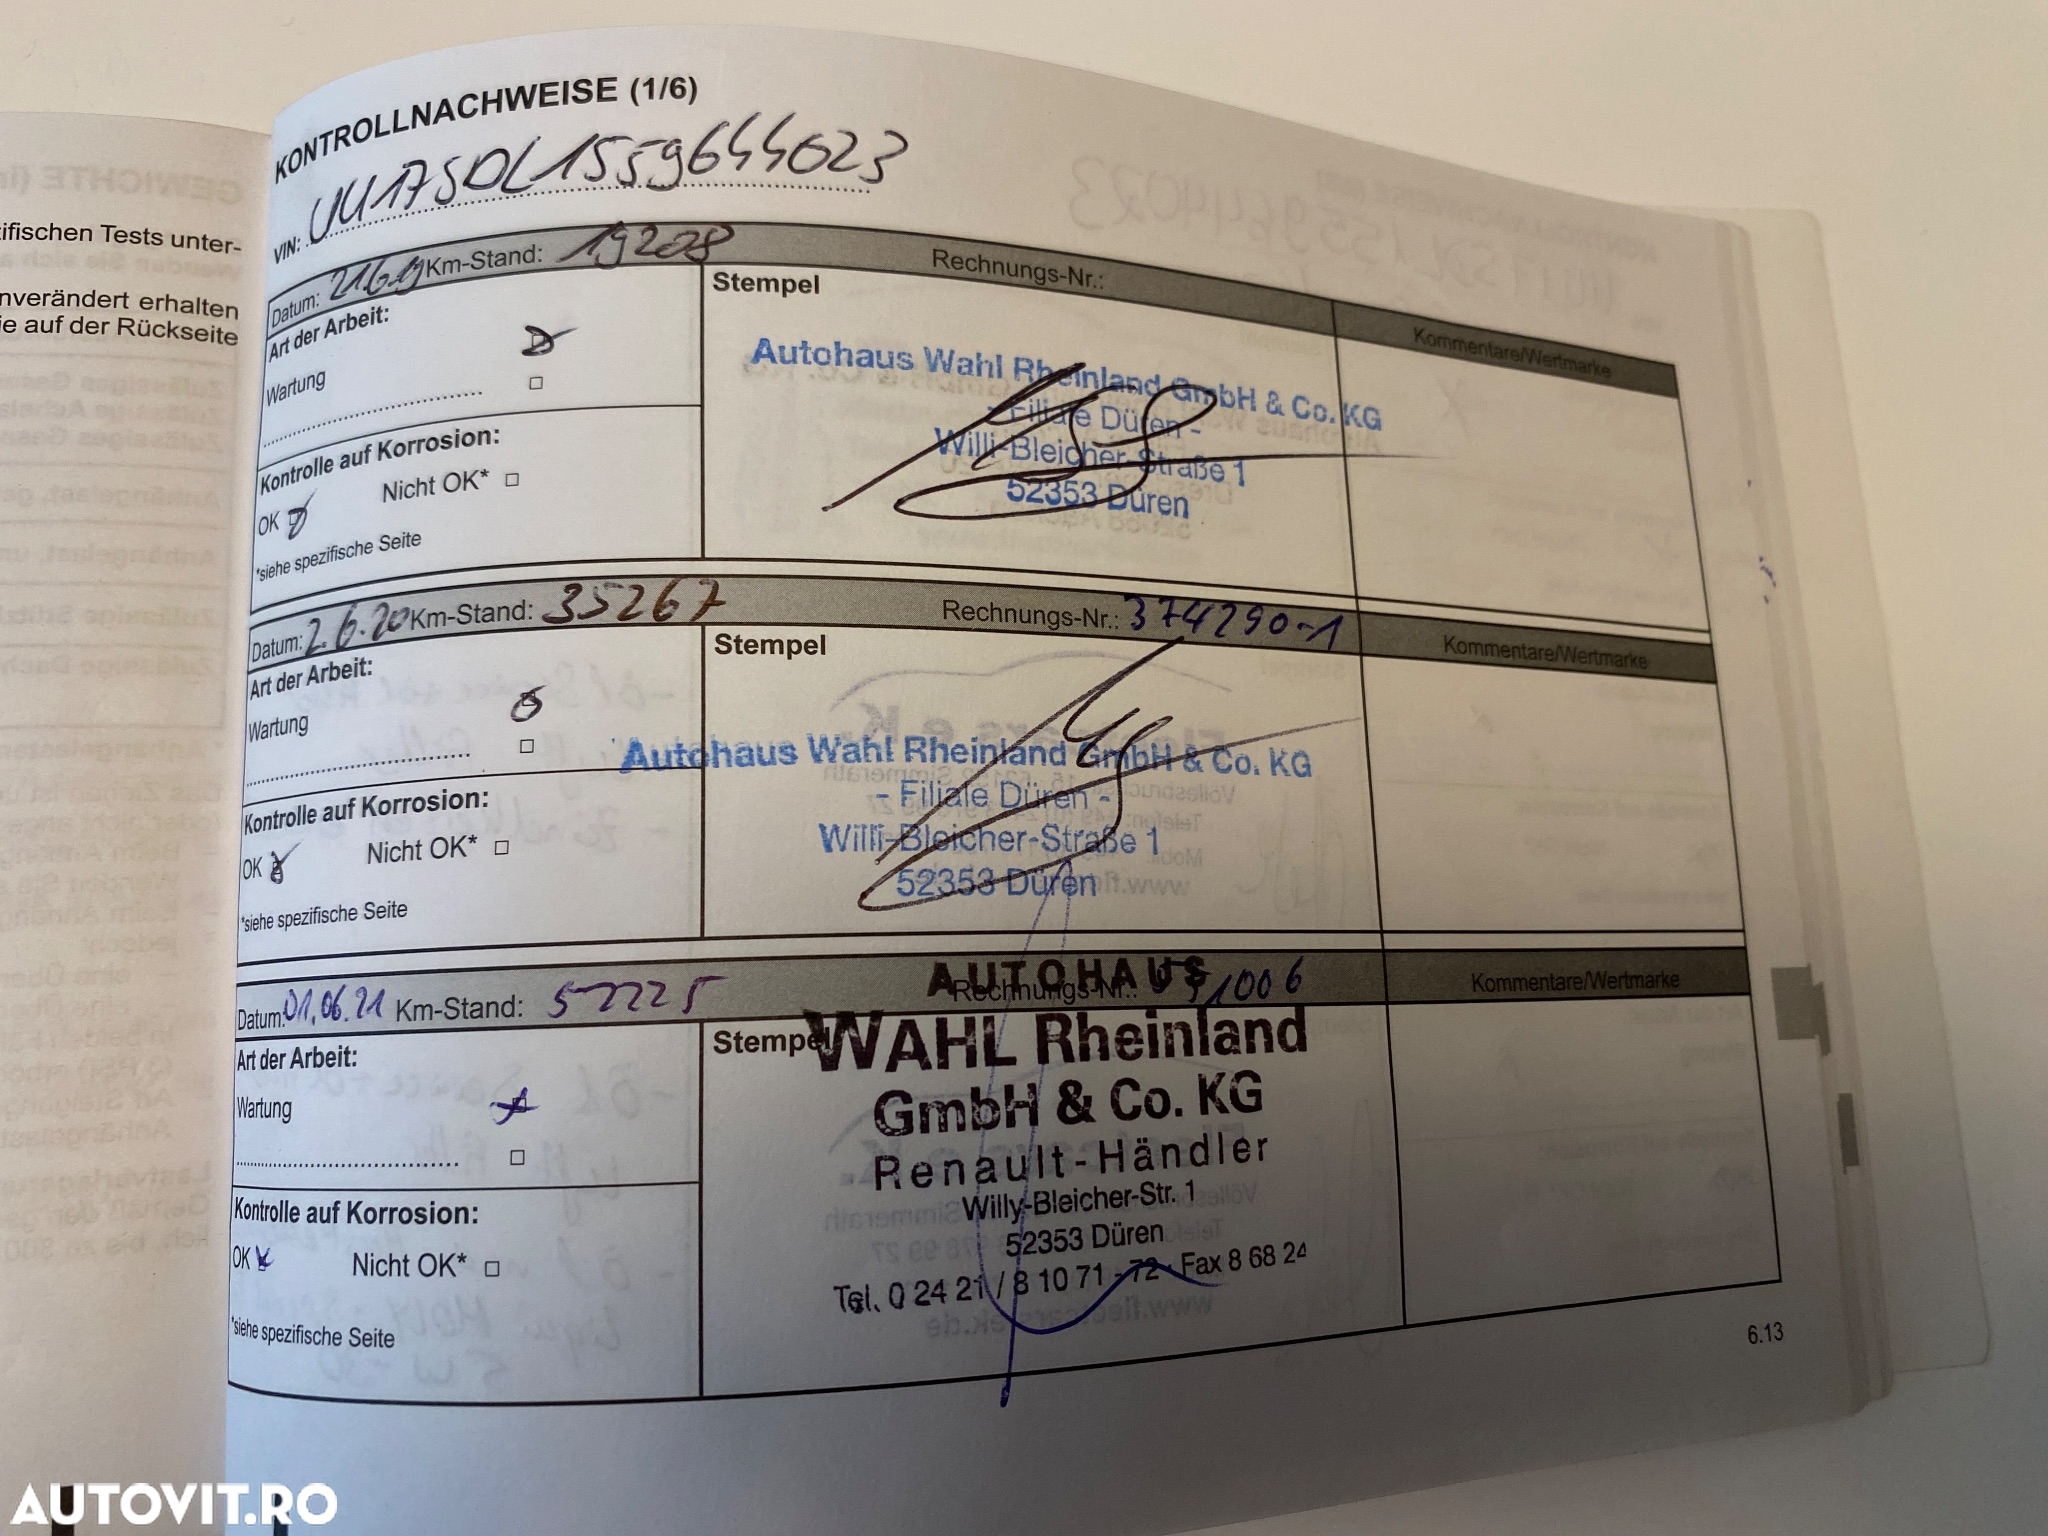 KONTROLLNACHWEISE (1/6)
VIN: UU17SDL1559644023
Datum: 21.6.19 Km-Stand: 19208 Rechnungs-Nr.:
Kommentare/Wertmarke
Art der Arbeit:
Wartung
Kontrolle auf Korrosion:
OK Nicht OK*
*siehe spezifische Seite
Stempel
Autohaus Wahl Rheinland GmbH & Co. KG
- Filiale Düren -
Willi-Bleicher-Straße 1
52353 Düren
Datum: 2.6.20 Km-Stand: 35267 Rechnungs-Nr.: 374290-1
Kommentare/Wertmarke
Art der Arbeit:
Wartung
Kontrolle auf Korrosion:
OK Nicht OK*
*siehe spezifische Seite
Stempel
Autohaus Wahl Rheinland GmbH & Co. KG
- Filiale Düren -
Willi-Bleicher-Straße 1
52353 Düren
Datum: 01.06.21 Km-Stand: 52225 Rechnungs-Nr.:
Kommentare/Wertmarke
Art der Arbeit:
Wartung
Kontrolle auf Korrosion:
OK Nicht OK*
*siehe spezifische Seite
Stempel
AUTOHAUS
WAHL Rheinland
GmbH & Co. KG
Renault-Händler
Willy-Bleicher-Str. 1
52353 Düren
Tel. 0 24 21 / 8 10 71 - 72 · Fax 8 68 24
6.13
ifischen Tests unter-
nverändert erhalten
ie auf der Rückseite
AUTOVIT.RO